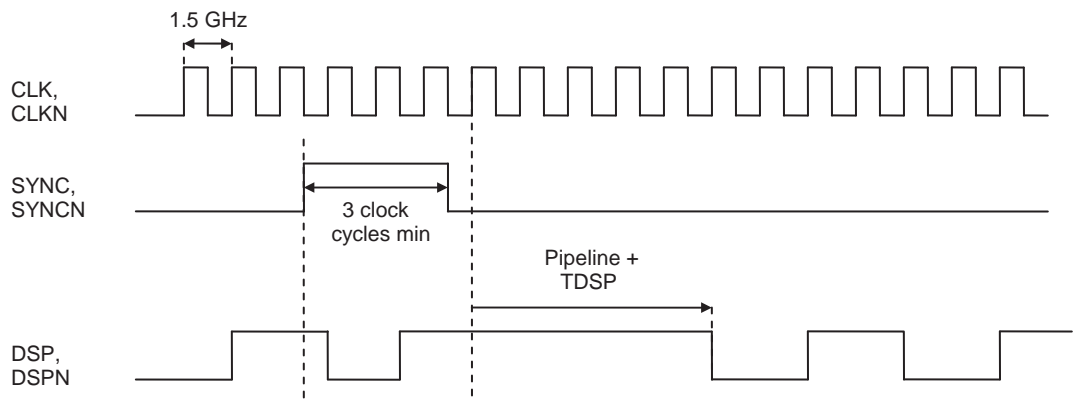 1.5 GHz
CLK,
CLKN
SYNC,
SYNCN
3 clock
cycles min
Pipeline +
TDSP
DSP,
DSPN